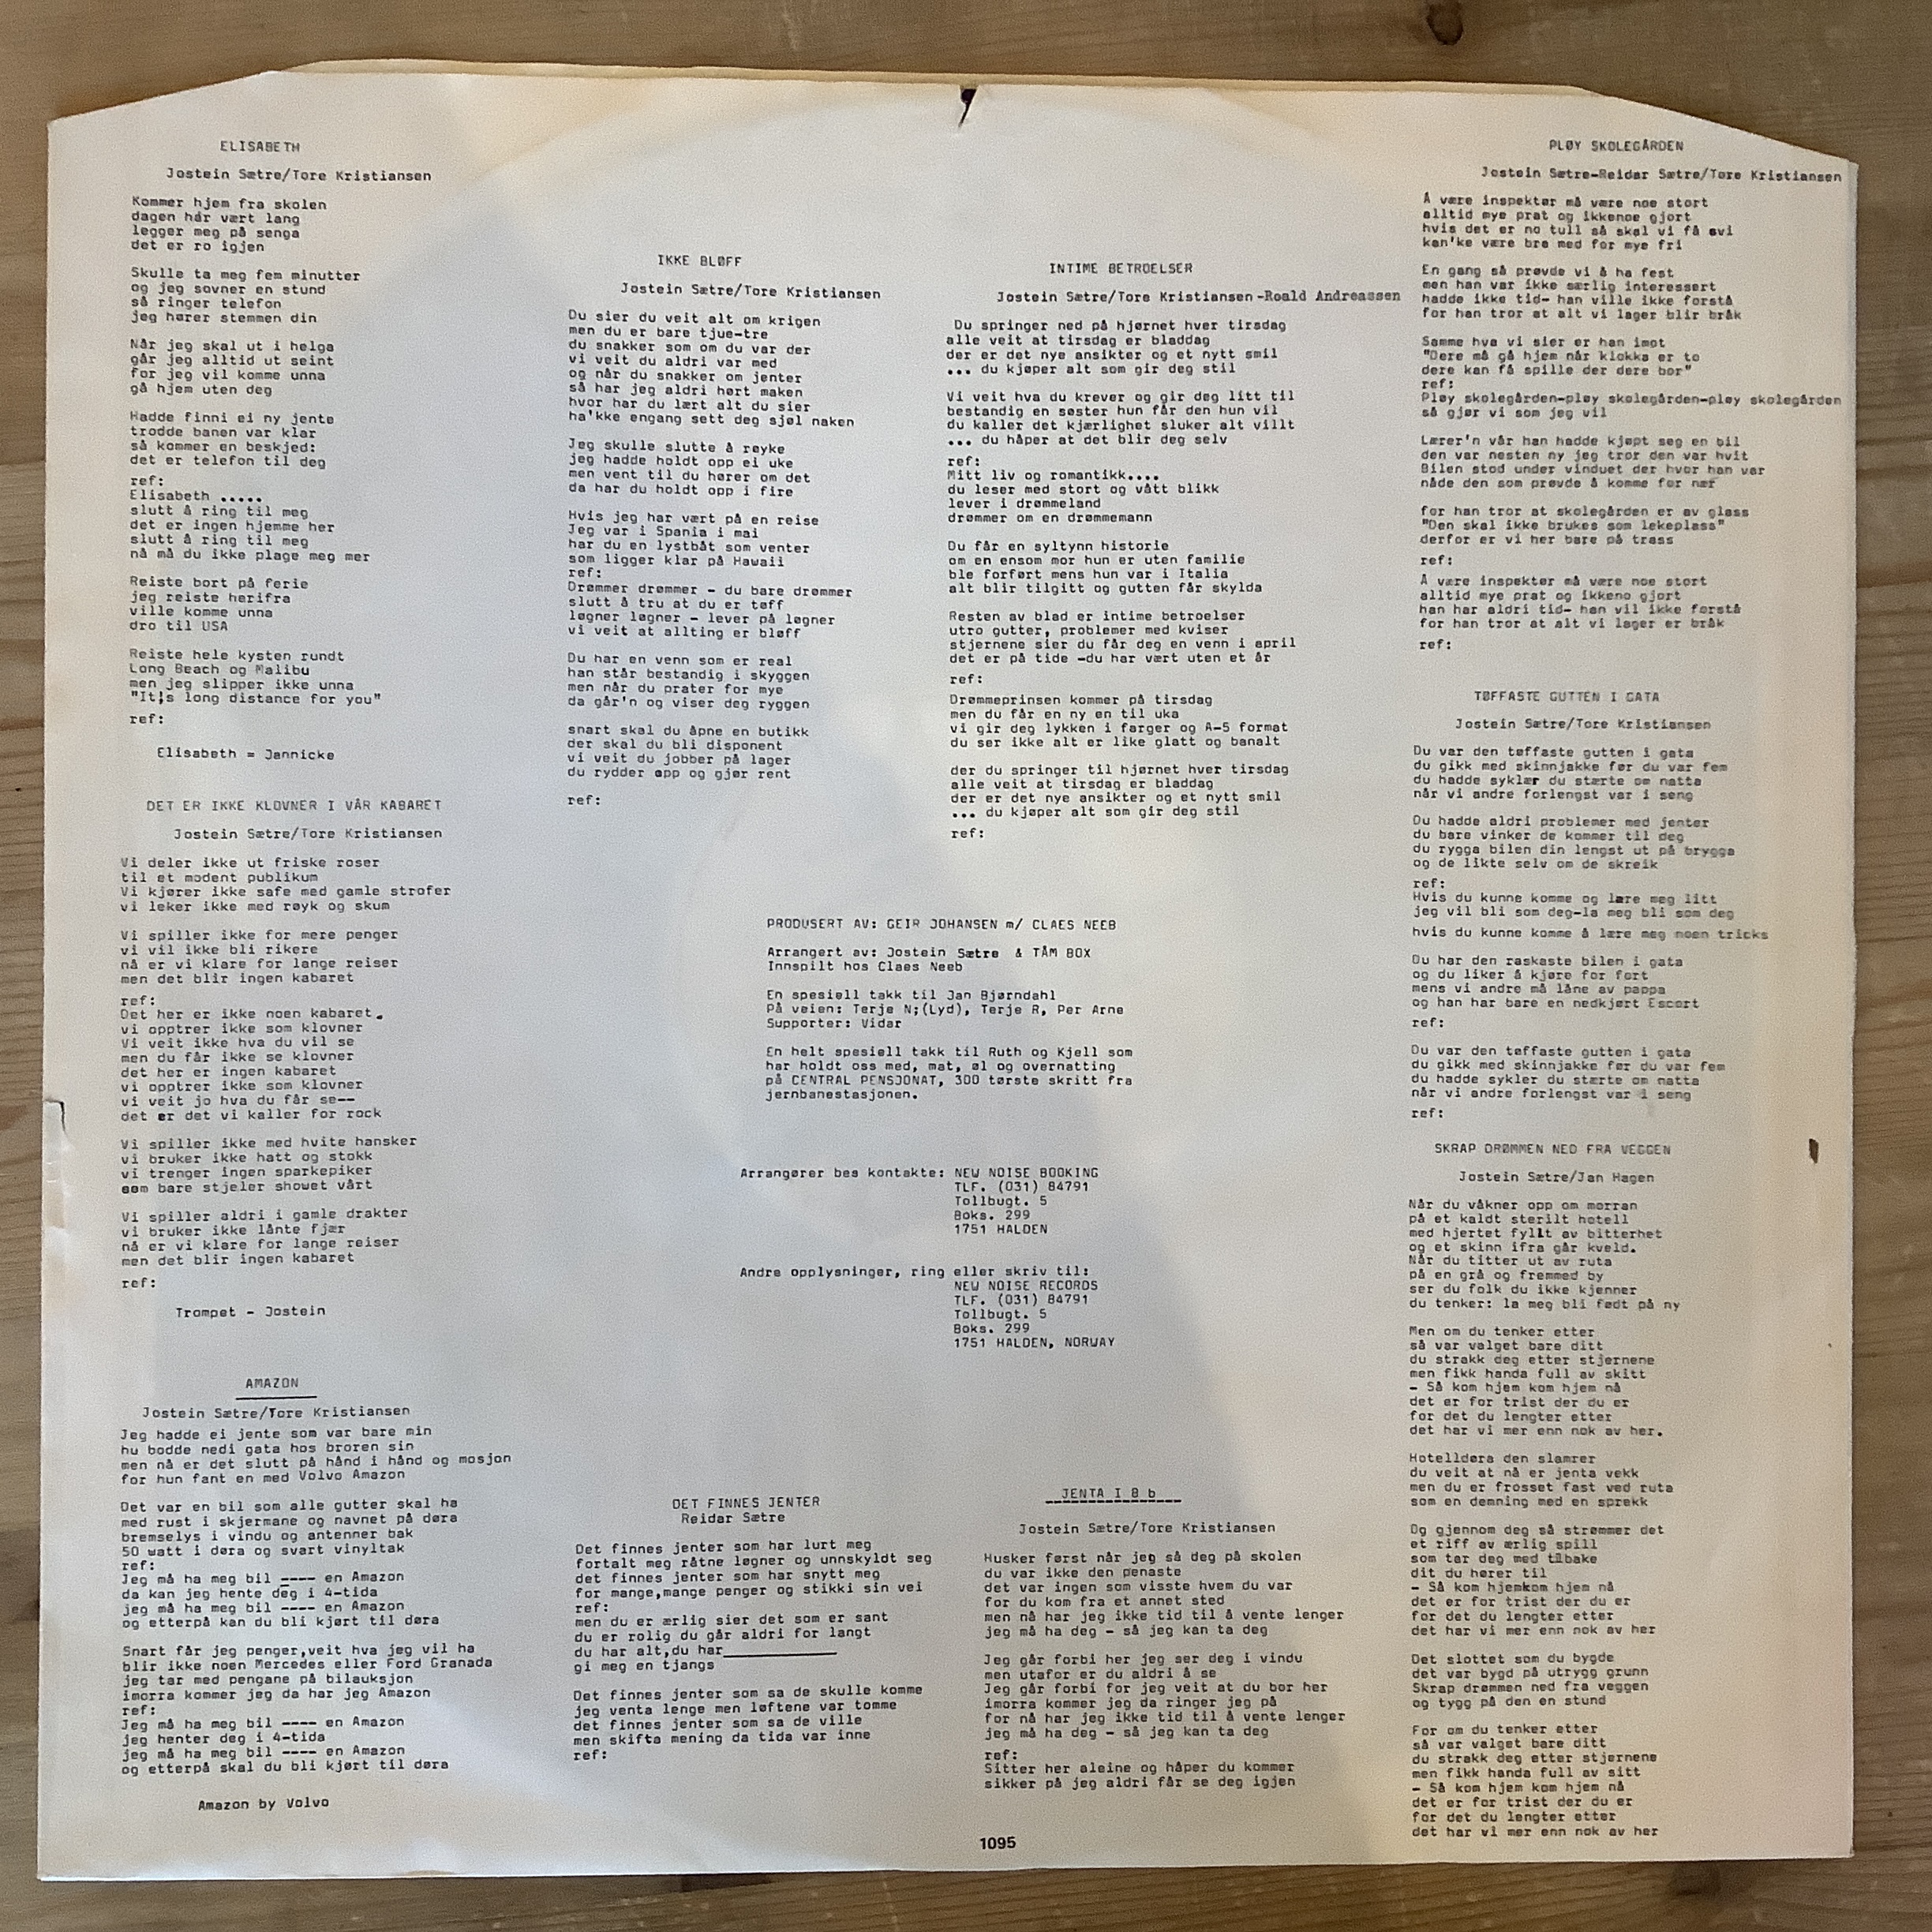 ELISABETH
Jostein Sætre/Tore Kristiansen
Kommer hjem fra skolen
dagen har vært lang
legger meg på senga
det er ro igjen
Skulle ta meg fem minutter
og jeg sovner en stund
så ringer telefon
jeg hører stemmen din
Når jeg skal ut i helga
går jeg alltid ut seint
for jeg vil komme unna
gå hjem uten deg
Hadde finni ei ny jente
trodde banen var klar
så kommer en beskjed:
det er telefon til deg
ref:
Elisabeth .....
slutt å ring til meg
det er ingen hjemme her
slutt å ring til meg
nå må du ikke plage meg mer
Reiste bort på ferie
jeg reiste herifra
ville komme unna
dro til USA
Reiste hele kysten rundt
Long Beach og Malibu
men jeg slipper ikke unna
"It's long distance for you"
ref:
Elisabeth = Jannicke
DET ER IKKE KLOVNER I VÅR KABARET
Jostein Sætre/Tore Kristiansen
Vi deler ikke ut friske roser
til et modent publikum
Vi kjører ikke safe med gamle strofer
vi leker ikke med røyk og skum
Vi spiller ikke for mere penger
vi vil ikke bli rikere
nå er vi klare for lange reiser
men det blir ingen kabaret
ref:
Det her er ikke noen kabaret.
vi opptrer ikke som klovner
Vi veit ikke hva du vil se
men du får ikke se klovner
det her er ingen kabaret
vi opptrer ikke som klovner
vi veit jo hva du får se--
det er det vi kaller for rock
Vi spiller ikke med hvite hansker
vi bruker ikke hatt og stokk
vi trenger ingen sparkepiker
som bare stjeler showet vårt
Vi spiller aldri i gamle drakter
vi bruker ikke lånte fjær
nå er vi klare for lange reiser
men det blir ingen kabaret
ref:
Trompet - Jostein
AMAZON
Jostein Sætre/Tore Kristiansen
Jeg hadde ei jente som var bare min
hu bodde nedi gata hos broren sin
men nå er det slutt på hånd i hånd og mosjon
for hun fant en med Volvo Amazon
Det var en bil som alle gutter skal ha
med rust i skjermane og navnet på døra
bremselys i vindu og antenner bak
50 watt i døra og svart vinyltak
ref:
Jeg må ha meg bil ---- en Amazon
da kan jeg hente deg i 4-tida
jeg må ha meg bil ---- en Amazon
og etterpå kan du bli kjørt til døra
Snart får jeg penger,veit hva jeg vil ha
blir ikke noen Mercedes eller Ford Granada
jeg tar med pengane på bilauksjon
imorra kommer jeg da har jeg Amazon
ref:
Jeg må ha meg bil ---- en Amazon
jeg henter deg i 4-tida
jeg må ha meg bil ---- en Amazon
og etterpå skal du bli kjørt til døra
Amazon by Volvo
IKKE BLØFF
Jostein Sætre/Tore Kristiansen
Du sier du veit alt om krigen
men du er bare tjue-tre
du snakker som om du var der
vi veit du aldri var med
og når du snakker om jenter
så har jeg aldri hørt maken
hvor har du lært alt du sier
ha'kke engang sett deg sjøl naken
Jeg skulle slutte å røyke
jeg hadde holdt opp ei uke
men vent til du hører om det
da har du holdt opp i fire
Hvis jeg har vært på en reise
Jeg var i Spania i mai
har du en lystbåt som venter
som ligger klar på Hawaii
ref:
Drømmer drømmer - du bare drømmer
slutt å tru at du er tøff
løgner løgner - lever på løgner
vi veit at allting er bløff
Du har en venn som er real
han står bestandig i skyggen
men når du prater for mye
da går'n og viser deg ryggen
snart skal du åpne en butikk
der skal du bli disponent
vi veit du jobber på lager
du rydder opp og gjør rent
ref:
INTIME BETROELSER
Jostein Sætre/Tore Kristiansen-Roald Andreassen
Du springer ned på hjørnet hver tirsdag
alle veit at tirsdag er bladdag
der er det nye ansikter og et nytt smil
... du kjøper alt som gir deg stil
Vi veit hva du krever og gir deg litt til
bestandig en søster hun får den hun vil
du kaller det kjærlighet sluker alt villt
... du håper at det blir deg selv
ref:
Mitt liv og romantikk....
du leser med stort og vått blikk
lever i drømmeland
drømmer om en drømmemann
Du får en syltynn historie
om en ensom mor hun er uten familie
ble forført mens hun var i Italia
alt blir tilgitt og gutten får skylda
Resten av blad er intime betroelser
utro gutter, problemer med kviser
stjernene sier du får deg en venn i april
det er på tide -du har vært uten et år
ref:
Drømmeprinsen kommer på tirsdag
men du får en ny en til uka
vi gir deg lykken i farger og A-5 format
du ser ikke alt er like glatt og banalt
der du springer til hjørnet hver tirsdag
alle veit at tirsdag er bladdag
der er det nye ansikter og et nytt smil
... du kjøper alt som gir deg stil
ref:
PRODUSERT AV: GEIR JOHANSEN m/ CLAES NEEB
Arrangert av: Jostein Sætre & TÅM BOX
Innspilt hos Claes Neeb
En spesiell takk til Jan Bjørndahl
På veien: Terje N;(Lyd), Terje R, Per Arne
Supporter: Vidar
En helt spesiell takk til Ruth og Kjell som
har holdt oss med, mat, øl og overnatting
på CENTRAL PENSJONAT, 300 tørste skritt fra
jernbanestasjonen.
Arrangører bes kontakte: NEW NOISE BOOKING
TLF. (031) 84791
Tollbugt. 5
Boks. 299
1751 HALDEN
Andre opplysninger, ring eller skriv til:
NEW NOISE RECORDS
TLF. (031) 84791
Tollbugt. 5
Boks. 299
1751 HALDEN, NORWAY
DET FINNES JENTER
Reidar Sætre
Det finnes jenter som har lurt meg
fortalt meg råtne løgner og unnskyldt seg
det finnes jenter som har snytt meg
for mange,mange penger og stikki sin vei
ref:
men du er ærlig sier det som er sant
du er rolig du går aldri for langt
du har alt,du har___________
gi meg en tjangs
Det finnes jenter som sa de skulle komme
jeg venta lenge men løftene var tomme
det finnes jenter som sa de ville
men skifta mening da tida var inne
ref:
JENTA I 8 b
Jostein Sætre/Tore Kristiansen
Husker først når jeg så deg på skolen
du var ikke den penaste
det var ingen som visste hvem du var
for du kom fra et annet sted
men nå har jeg ikke tid til å vente lenger
jeg må ha deg - så jeg kan ta deg
Jeg går forbi her jeg ser deg i vindu
men utafor er du aldri å se
Jeg går forbi for jeg veit at du bor her
imorra kommer jeg da ringer jeg på
for nå har jeg ikke tid til å vente lenger
jeg må ha deg - så jeg kan ta deg
ref:
Sitter her aleine og håper du kommer
sikker på jeg aldri får se deg igjen
PLØY SKOLEGÅRDEN
Jostein Sætre-Reidar Sætre/Tore Kristiansen
Å være inspektør må være noe stort
alltid mye prat og ikkenoe gjort
hvis det er no tull så skal vi få svi
kan'ke være bra med for mye fri
En gang så prøvde vi å ha fest
men han var ikke særlig interessert
hadde ikke tid- han ville ikke forstå
for han tror at alt vi lager blir bråk
Samme hva vi sier er han imot
"Dere må gå hjem når klokka er to
dere kan få spille der dere bor"
ref:
Pløy skolegården-pløy skolegården-pløy skolegården
så gjør vi som jeg vil
Lærer'n vår han hadde kjøpt seg en bil
den var nesten ny jeg tror den var hvit
Bilen stod under vinduet der hvor han var
nåde den som prøvde å komme for nær
for han tror at skolegården er av glass
"Den skal ikke brukes som lekeplass"
derfor er vi her bare på trass
ref:
Å være inspektør må være noe stort
alltid mye prat og ikkeno gjort
han har aldri tid- han vil ikke forstå
for han tror at alt vi lager er bråk
ref:
TØFFASTE GUTTEN I GATA
Jostein Sætre/Tore Kristiansen
Du var den tøffaste gutten i gata
du gikk med skinnjakke før du var fem
du hadde syklær du stærte om natta
når vi andre forlengst var i seng
Du hadde aldri problemer med jenter
du bare vinker de kommer til deg
du rygga bilen din lengst ut på brygga
og de likte selv om de skreik
ref:
Hvis du kunne komme og lære meg litt
jeg vil bli som deg-la meg bli som deg
hvis du kunne komme å lære meg noen tricks
Du har den raskaste bilen i gata
og du liker å kjøre for fort
mens vi andre må låne av pappa
og han har bare en nedkjørt Escort
ref:
Du var den tøffaste gutten i gata
du gikk med skinnjakke før du var fem
du hadde sykler du stærte om natta
når vi andre forlengst var i seng
ref:
SKRAP DRØMMEN NED FRA VEGGEN
Jostein Sætre/Jan Hagen
Når du våkner opp om morran
på et kaldt sterilt hotell
med hjertet fyllt av bitterhet
og et skinn ifra går kveld.
Når du titter ut av ruta
på en grå og fremmed by
ser du folk du ikke kjenner
du tenker: la meg bli født på ny
Men om du tenker etter
så var valget bare ditt
du strakk deg etter stjernene
men fikk handa full av skitt
- Så kom hjem kom hjem nå
det er for trist der du er
for det du lengter etter
det har vi mer enn nok av her.
Hotelldøra den slamrer
du veit at nå er jenta vekk
men du er frosset fast ved ruta
som en demning med en sprekk
Og gjennom deg så strømmer det
et riff av ærlig spill
som tar deg med tilbake
dit du hører til
- Så kom hjemkom hjem nå
det er for trist der du er
for det du lengter etter
det har vi mer enn nok av her
Det slottet som du bygde
det var bygd på utrygg grunn
Skrap drømmen ned fra veggen
og tygg på den en stund
For om du tenker etter
så var valget bare ditt
du strakk deg etter stjernene
men fikk handa full av sitt
- Så kom hjem kom hjem nå
det er for trist der du er
for det du lengter etter
det har vi mer enn nok av her
1095